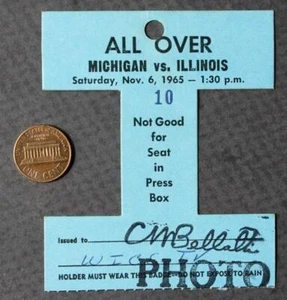 ALL OVER
MICHIGAN vs. ILLINOIS
Saturday, Nov. 6, 1965 — 1:30 p.m.
10
Not Good
for
Seat
in
Press
Box
Issued to
HOLDER MUST WEAR THIS BADGE—DO NOT EXPOSE TO RAIN
PHOTO
ONE CENT